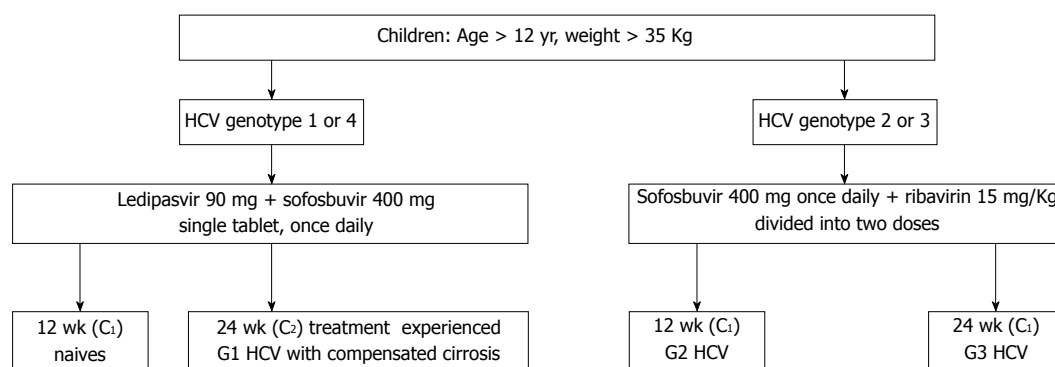 Children: Age > 12 yr, weight > 35 Kg
HCV genotype 1 or 4
HCV genotype 2 or 3
Ledipasvir 90 mg + sofosbuvir 400 mg
single tablet, once daily
Sofosbuvir 400 mg once daily + ribavirin 15 mg/Kg
divided into two doses
12 wk (C₁)
naives
24 wk (C₂) treatment experienced
G1 HCV with compensated cirrosis
12 wk (C₁)
G2 HCV
24 wk (C₁)
G3 HCV